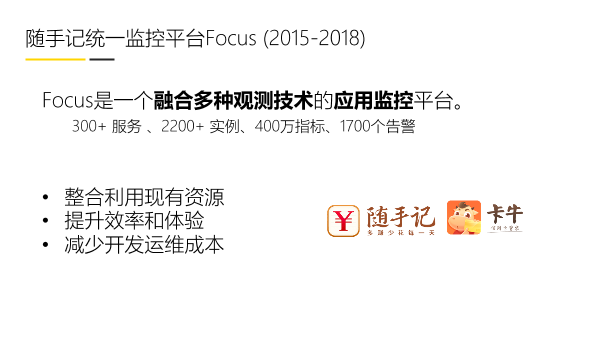 随手记统一监控平台Focus (2015-2018)
Focus是一个融合多种观测技术的应用监控平台。
300+ 服务 、2200+ 实例、400万指标、1700个告警
• 整合利用现有资源
• 提升效率和体验
• 减少开发运维成本
随手记
卡牛